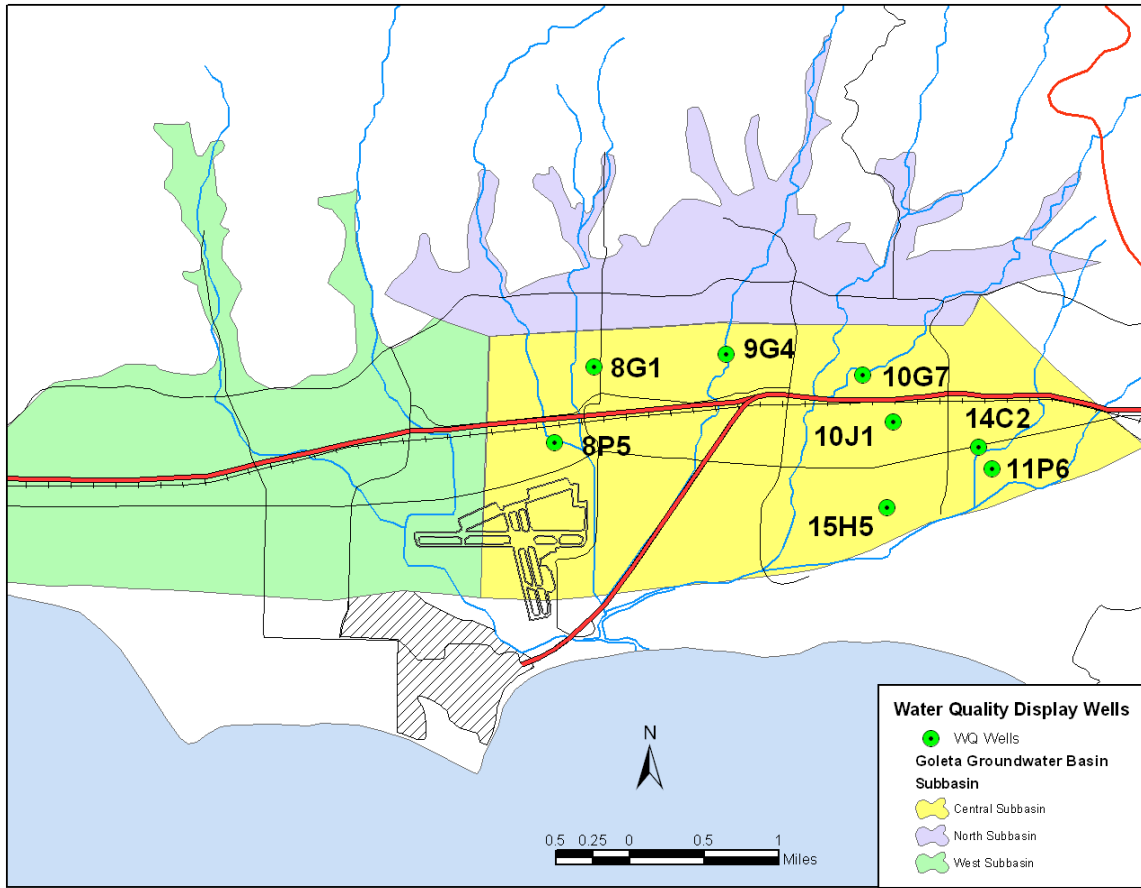 8G1
9G4
10G7
8P5
10J1
14C2
11P6
15H5
N
0.5 0.25 0 0.5 1
Miles
Water Quality Display Wells
WQ Wells
Goleta Groundwater Basin
Subbasin
Central Subbasin
North Subbasin
West Subbasin